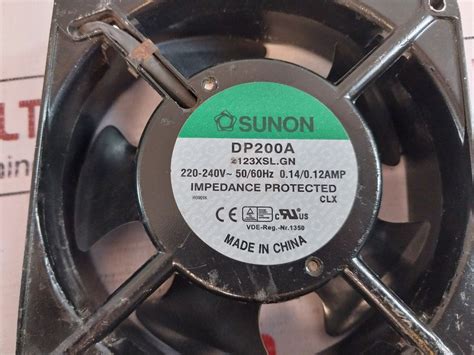 SUNON
DP200A
2123XSL.GN
220-240V~ 50/60Hz 0.14/0.12AMP
IMPEDANCE PROTECTED
CLX
VDE-Reg.-Nr.1350
MADE IN CHINA